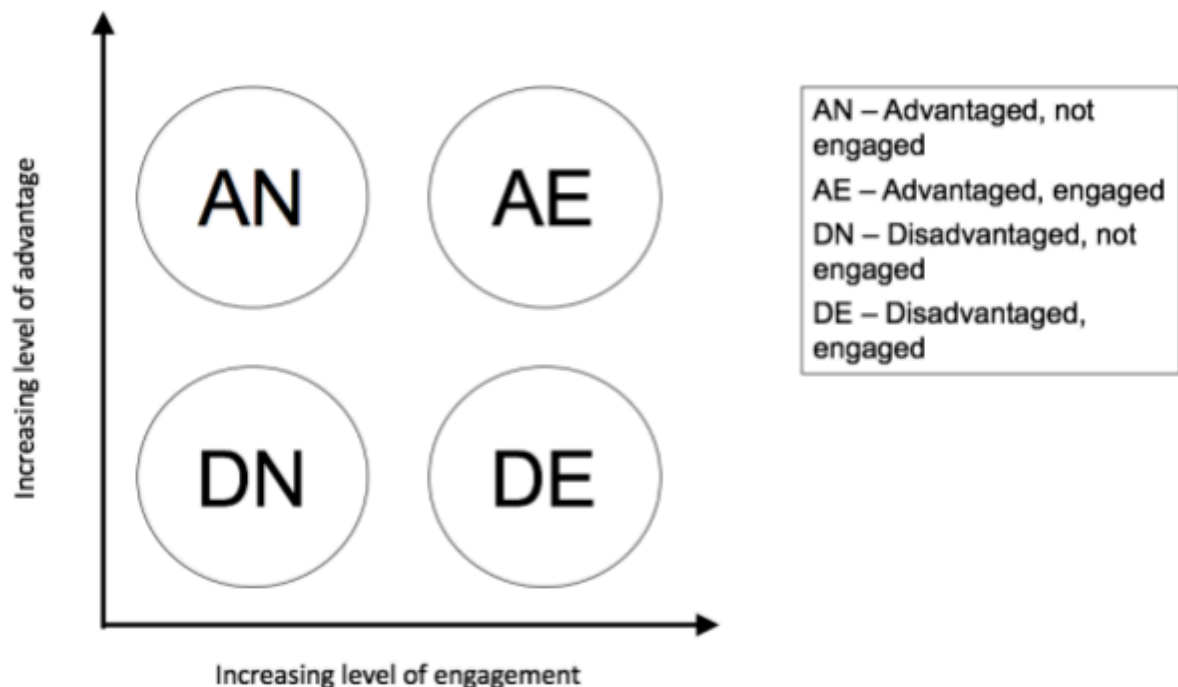 Increasing level of advantage
AN
AE
DN
DE
Increasing level of engagement
AN – Advantaged, not
engaged
AE – Advantaged, engaged
DN – Disadvantaged, not
engaged
DE – Disadvantaged,
engaged